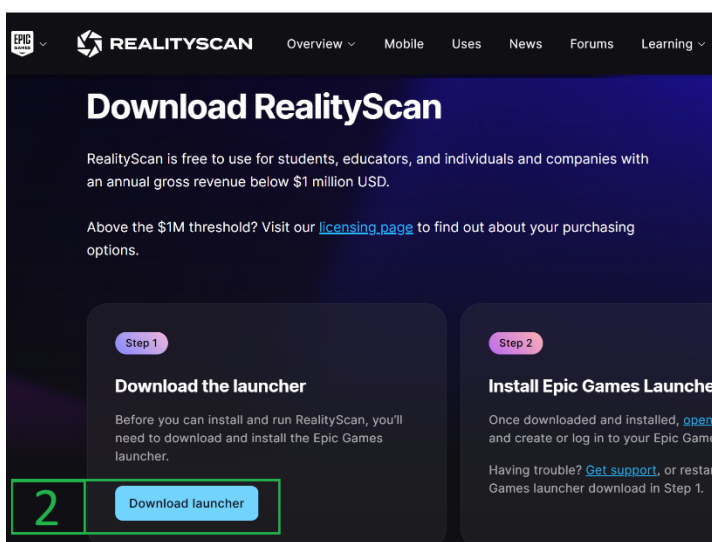 EPIC GAMES REALITYSCAN Overview Mobile Uses News Forums Learning
Download RealityScan
RealityScan is free to use for students, educators, and individuals and companies with
an annual gross revenue below $1 million USD.
Above the $1M threshold? Visit our licensing page to find out about your purchasing
options.
Step 1
Download the launcher
Before you can install and run RealityScan, you'll
need to download and install the Epic Games
launcher.
2
Download launcher
Step 2
Install Epic Games Launche
Once downloaded and installed, open
and create or log in to your Epic Game
Having trouble? Get support, or restar
Games launcher download in Step 1.